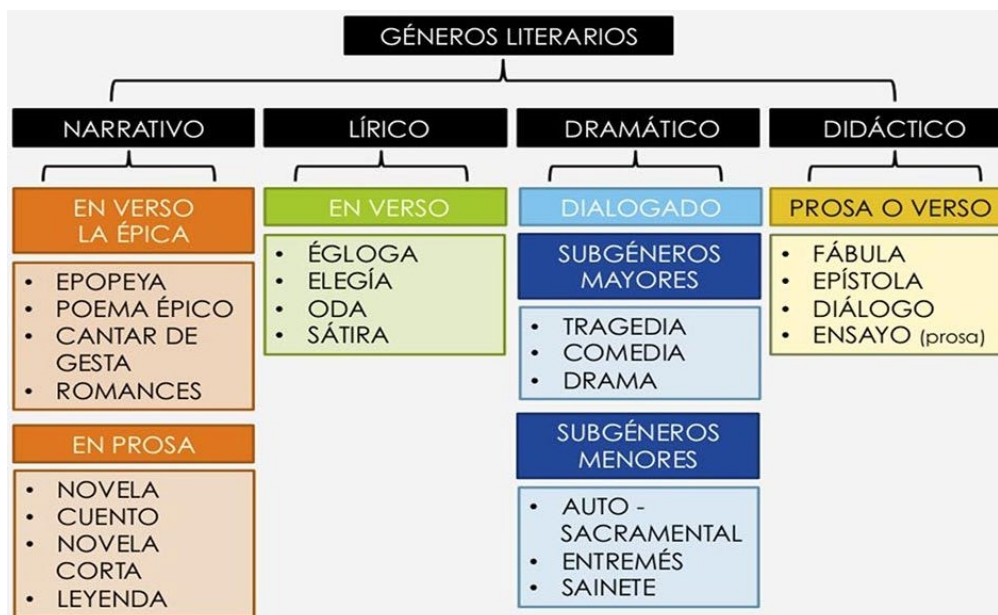 GÉNEROS LITERARIOS
NARRATIVO
EN VERSO
LA ÉPICA
• EPOPEYA
• POEMA ÉPICO
• CANTAR DE
GESTA
• ROMANCES
EN PROSA
• NOVELA
• CUENTO
• NOVELA
CORTA
• LEYENDA
LÍRICO
EN VERSO
• ÉGLOGA
• ELEGÍA
• ODA
• SÁTIRA
DRAMÁTICO
DIALOGADO
SUBGÉNEROS
MAYORES
• TRAGEDIA
• COMEDIA
• DRAMA
SUBGÉNEROS
MENORES
• AUTO -
SACRAMENTAL
• ENTREMÉS
• SAINETE
DIDÁCTICO
PROSA O VERSO
• FÁBULA
• EPÍSTOLA
• DIÁLOGO
• ENSAYO (prosa)